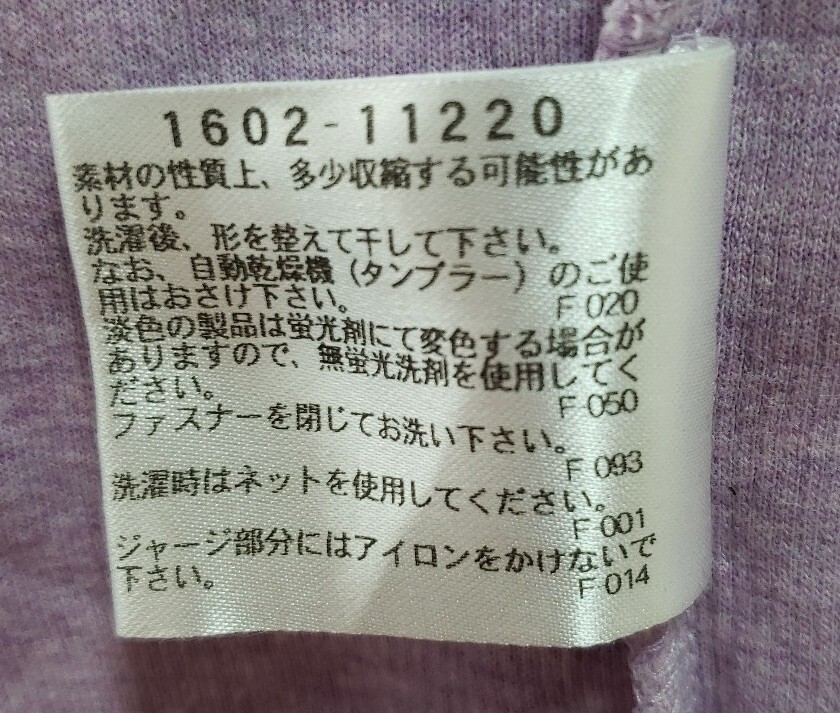 1602-11220
素材の性質上、多少収縮する可能性があ
ります。
洗濯後、形を整えて干して下さい。
なお、自動乾燥機（タンブラー）のご使
用はおさけ下さい。 F 020
淡色の製品は蛍光剤にて変色する場合が
ありますので、無蛍光洗剤を使用してく
ださい。 F 050
ファスナーを閉じてお洗い下さい。
F 093
洗濯時はネットを使用してください。
F 001
ジャージ部分にはアイロンをかけないで
下さい。 F 014